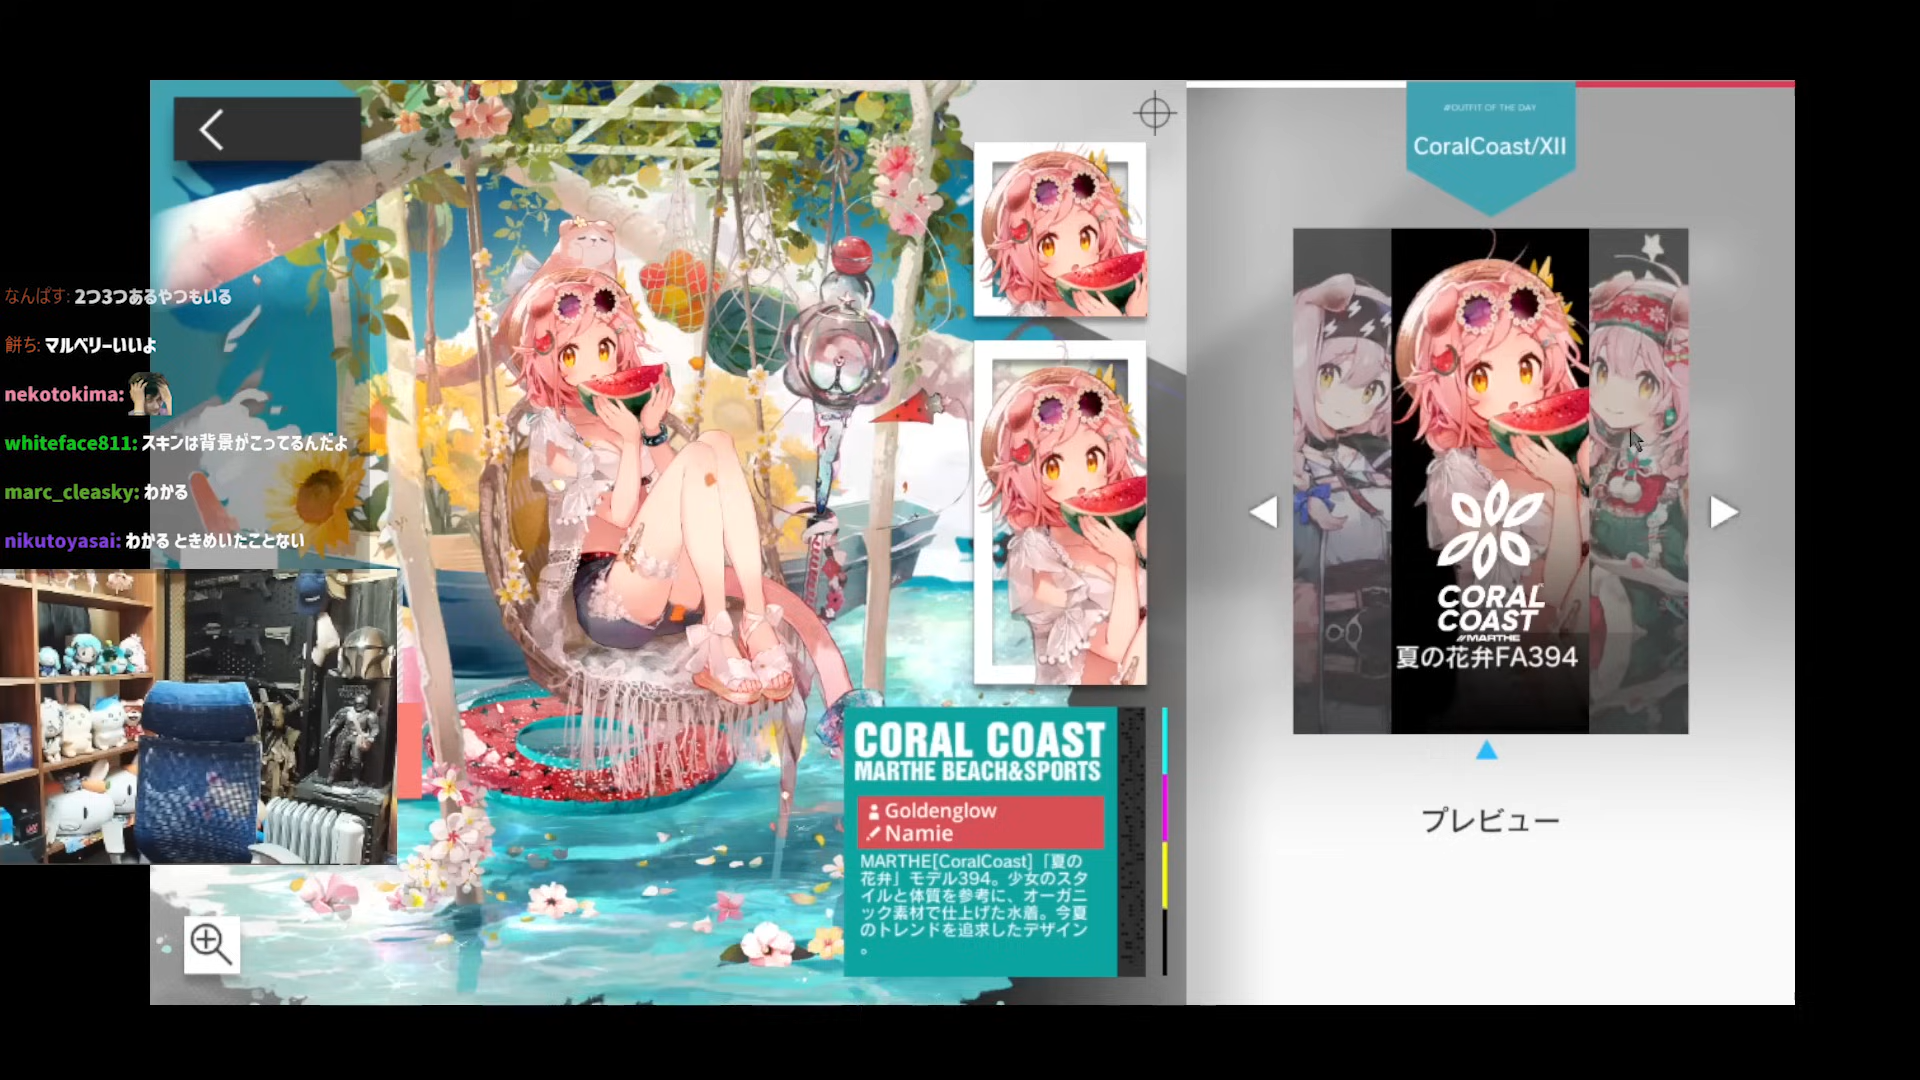 #OUTFIT OF THE DAY
CoralCoast/XII
なんぱす: 2つ3つあるやつもいる
餅ち: マルベリーいいよ
nekotokima:
whiteface811: スキンは背景がこってるんだよ
marc_cleasky: わかる
nikutoyasai: わかる ときめいたことない
CORAL
COAST
//MARTHE
夏の花弁FA394
プレビュー
CORAL COAST
MARTHE BEACH&SPORTS
Goldenglow
Namie
MARTHE[CoralCoast]「夏の
花弁」モデル394。少女のスタ
イルと体質を参考に、オーガニ
ック素材で仕上げた水着。今夏
のトレンドを追求したデザイン
。